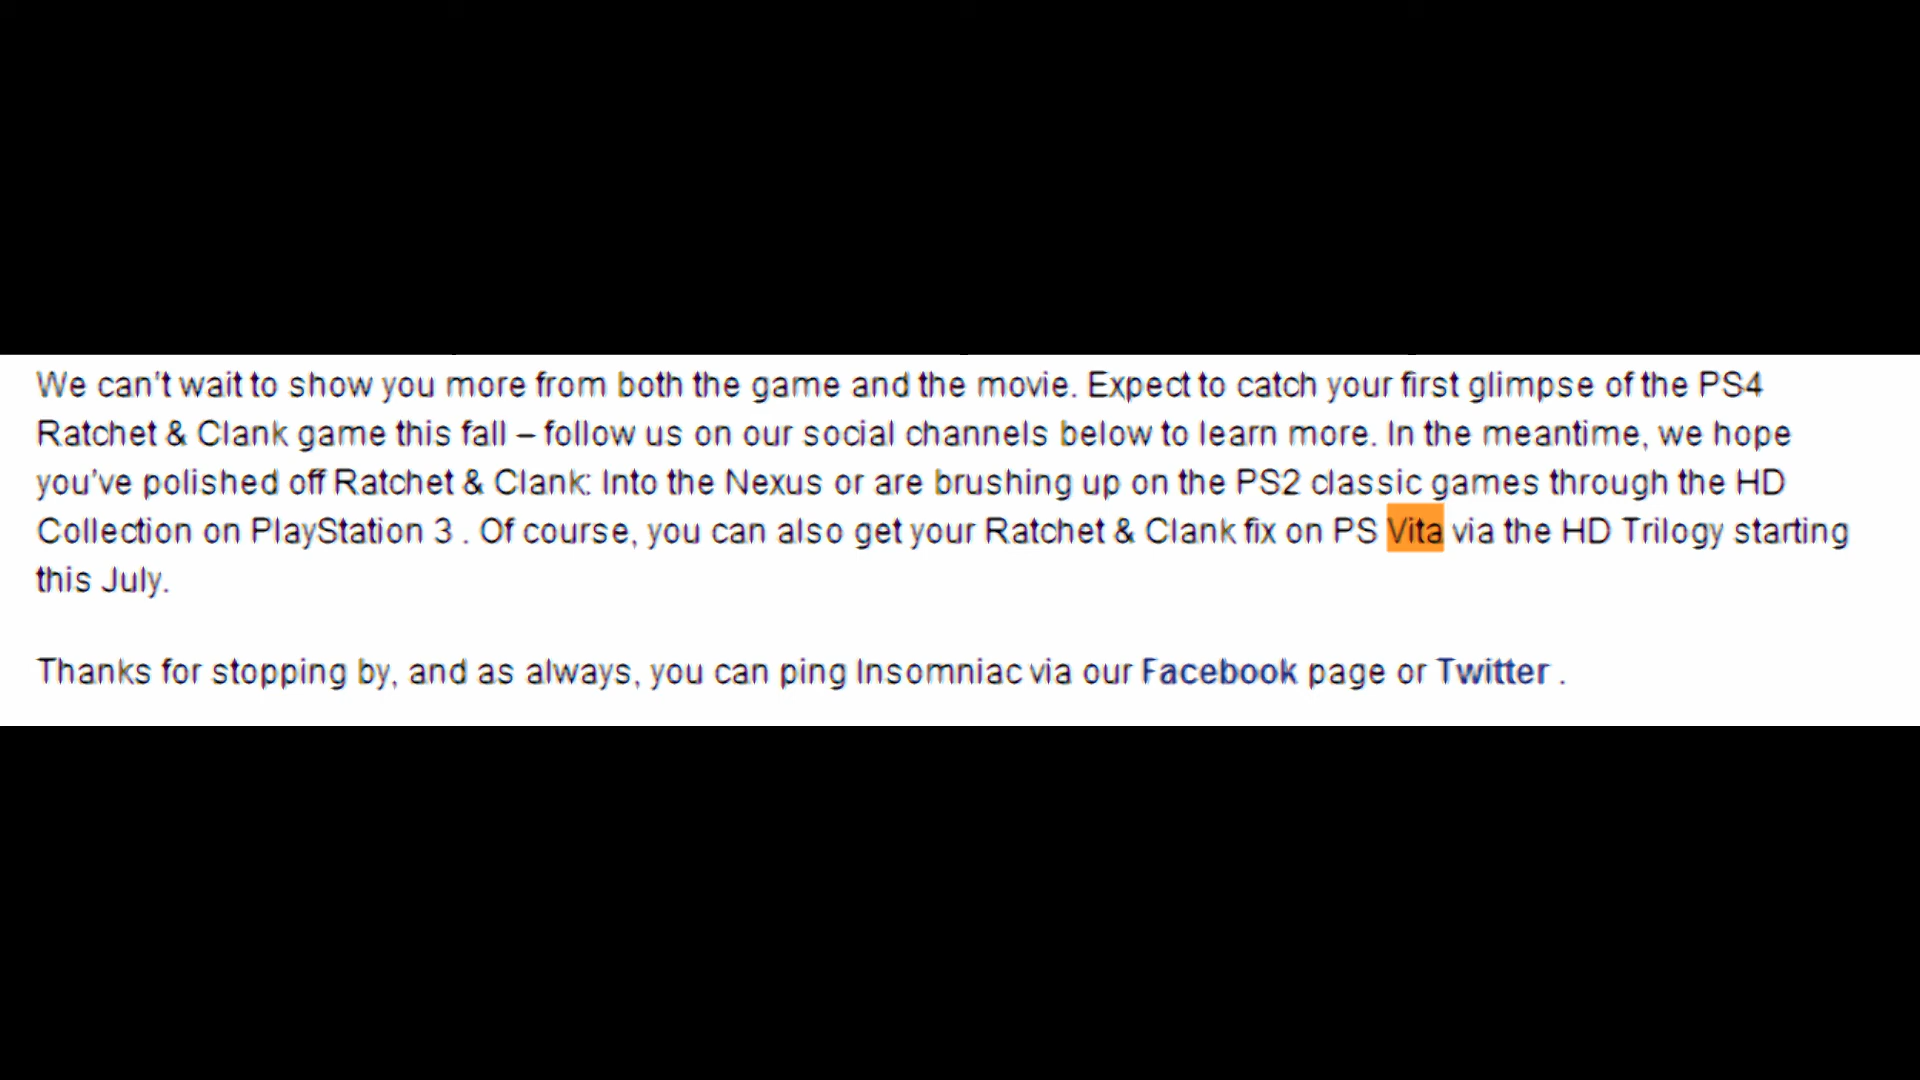 We can't wait to show you more from both the game and the movie. Expect to catch your first glimpse of the PS4
Ratchet & Clank game this fall – follow us on our social channels below to learn more. In the meantime, we hope
you've polished off Ratchet & Clank: Into the Nexus or are brushing up on the PS2 classic games through the HD
Collection on PlayStation 3 . Of course, you can also get your Ratchet & Clank fix on PS Vita via the HD Trilogy starting
this July.
Thanks for stopping by, and as always, you can ping Insomniac via our Facebook page or Twitter .